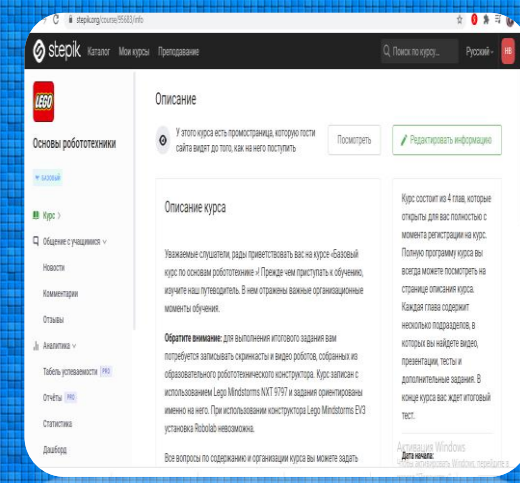 stepik.org/course/95683/info
stepik Каталог Мои курсы Преподавание Поиск по курсу... Русский
НВ
LEGO
Основы робототехники
БАЗОВЫЙ
Курс
Общение с учащимися
Новости
Комментарии
Отзывы
Аналитика
Табель успеваемости PRO
Отчёты PRO
Статистика
Дашборд
Описание
У этого курса есть промостраница, которую гости
сайта видят до того, как на него поступить
Посмотреть
Редактировать информацию
Описание курса
Уважаемые слушатели, рады приветствовать вас на курсе «Базовый
курс по основам робототехнике »! Прежде чем приступать к обучению,
изучите наш путеводитель. В нем отражены важные организационные
моменты обучения.
Обратите внимание: для выполнения итогового задания вам
потребуется записывать скринкасты и видео роботов, собранных из
образовательного робототехнического конструктора. Курс записан с
использованием Lego Mindstorms NXT 9797 и задания ориентированы
именно на него. При использовании конструктора Lego Mindstorms EV3
установка Robolab невозможна.
Все вопросы по содержанию и организации курса вы можете задать
Курс состоит из 4 глав, которые
открыты для вас полностью с
момента регистрации на курс.
Полную программу курса вы
всегда можете посмотреть на
странице описания курса.
Каждая глава содержит
несколько подразделов, в
которых вы найдете видео,
презентации, тесты и
дополнительные задания. В
конце курса вас ждет итоговый
тест.
Активация Windows
Дата начала:
Чтобы активировать Windows, перейдите в